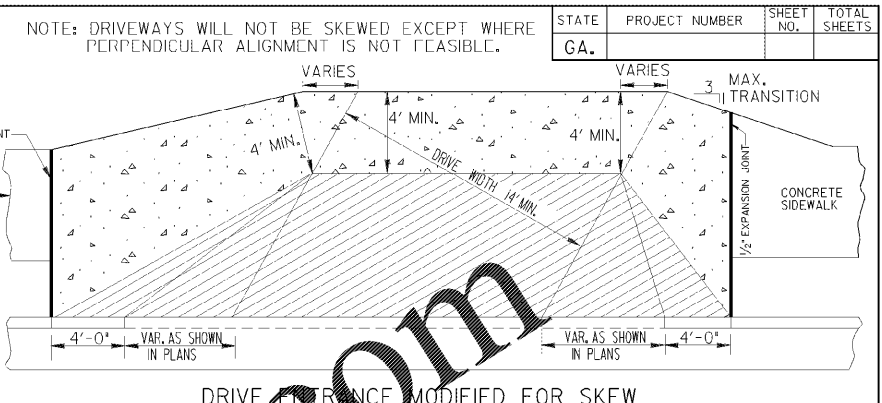 NOTE: DRIVEWAYS WILL NOT BE SKEWED EXCEPT WHERE
PERPENDICULAR ALIGNMENT IS NOT FEASIBLE.
STATE
PROJECT NUMBER
SHEET
NO.
TOTAL
SHEETS
GA.
VARIES
VARIES
3
MAX.
TRANSITION
4' MIN.
4' MIN.
4' MIN.
DRIVE WIDTH 14' MIN.
1/2" EXPANSION JOINT
CONCRETE
SIDEWALK
NT
4'-0"
VAR. AS SHOWN
IN PLANS
VAR. AS SHOWN
IN PLANS
4'-0"
DRIVE ENTRANCE MODIFIED FOR SKEW
com